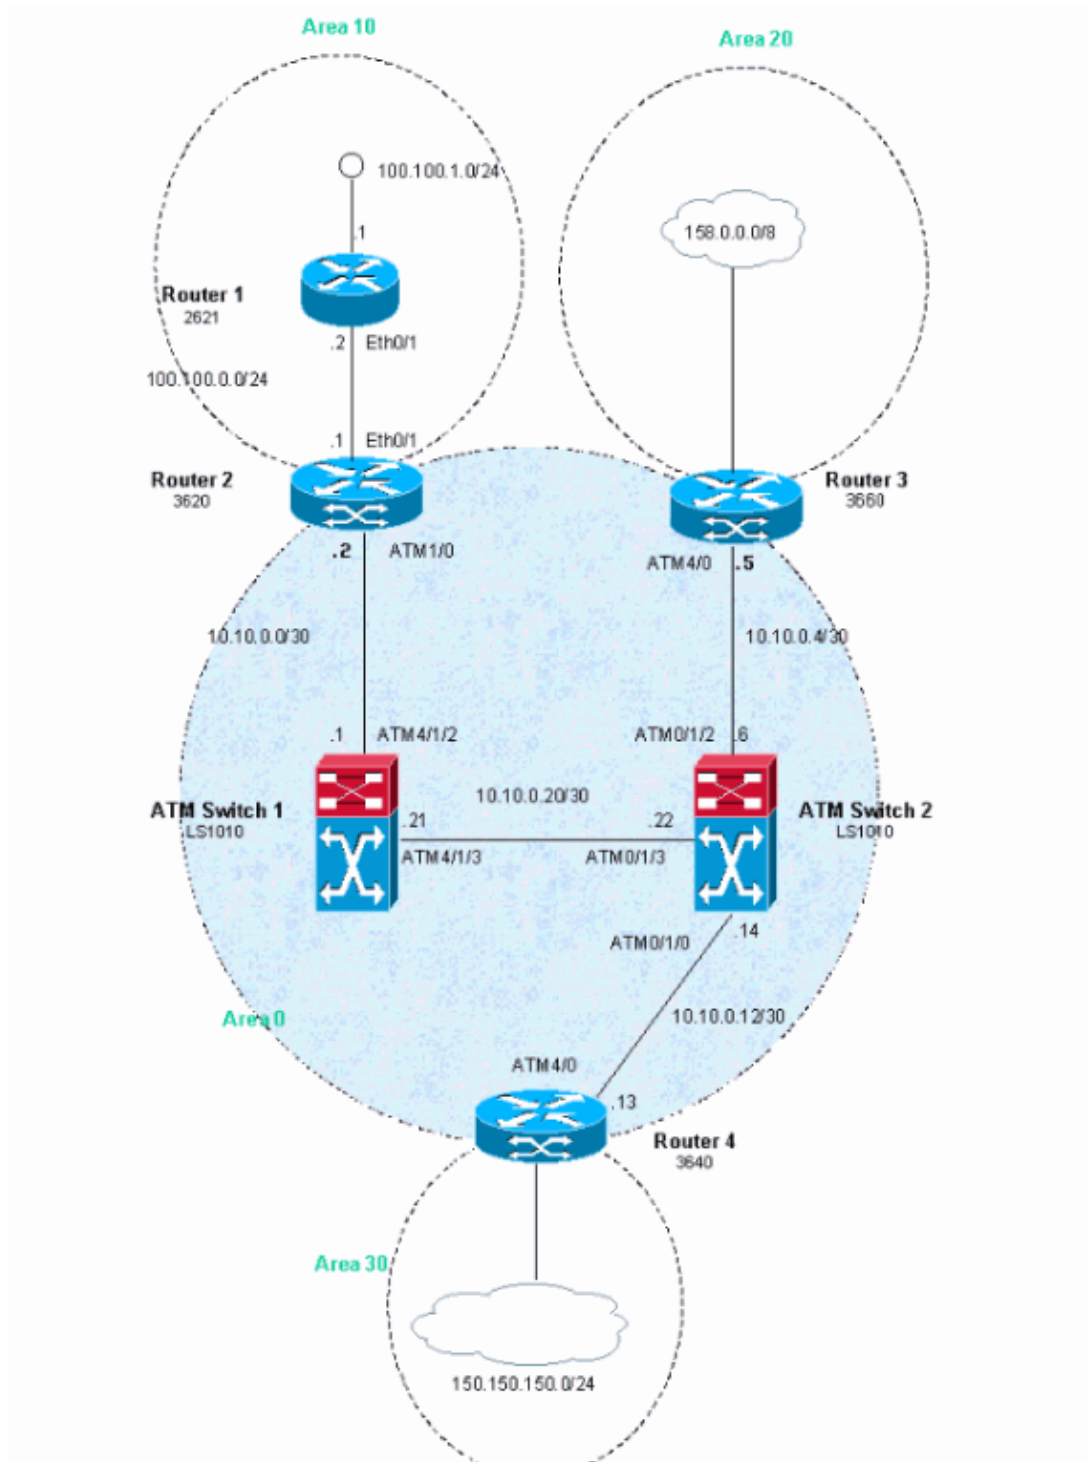 Area 10
Area 20
100.100.1.0/24
.1
158.0.0.0/8
Router 1
2621
.2 Eth0/1
100.100.0.0/24
.1 Eth0/1
Router 2
3620
Router 3
3660
.2 ATM1/0
ATM4/0 .5
10.10.0.0/30
10.10.0.4/30
.1 ATM4/1/2
ATM0/1/2 .6
10.10.0.20/30
ATM Switch 1
LS1010
ATM Switch 2
LS1010
.21
.22
ATM4/1/3
ATM0/1/3
.14
ATM0/1/0
10.10.0.12/30
Area 0
ATM4/0
.13
Router 4
3640
Area 30
150.150.150.0/24